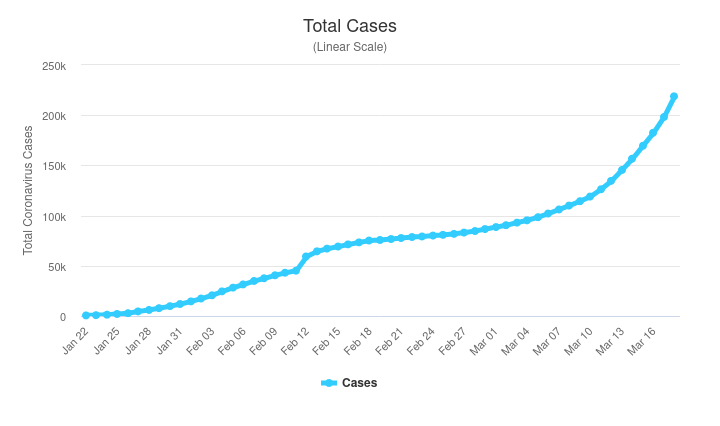 Total Cases
(Linear Scale)
Total Coronavirus Cases
250k
200k
150k
100k
50k
0
Jan 22
Jan 25
Jan 28
Jan 31
Feb 03
Feb 06
Feb 09
Feb 12
Feb 15
Feb 18
Feb 21
Feb 24
Feb 27
Mar 01
Mar 04
Mar 07
Mar 10
Mar 13
Mar 16
Cases